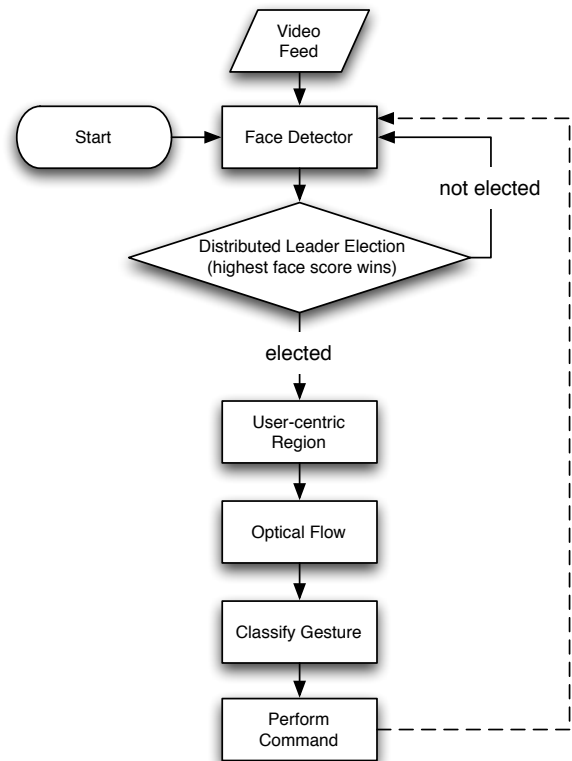 Video
Feed
Start
Face Detector
not elected
Distributed Leader Election
(highest face score wins)
elected
User-centric
Region
Optical Flow
Classify Gesture
Perform
Command